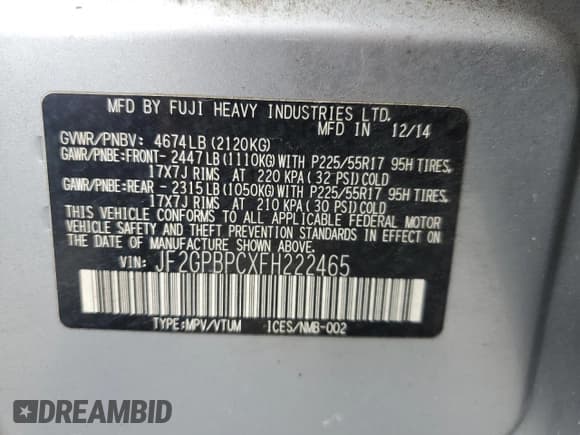 MFD BY FUJI HEAVY INDUSTRIES LTD.
MFD IN 12/14
GVWR/PNBV: 4674LB(2120KG)
GAWR/PNBE:FRONT- 2447LB(1110KG)WITH P225/55R17 95H TIRES,
17X7J RIMS AT 220 KPA(32 PSI)COLD
GAWR/PNBE:REAR - 2315LB(1050KG)WITH P225/55R17 95H TIRES,
17X7J RIMS AT 210 KPA(30 PSI)COLD
THIS VEHICLE CONFORMS TO ALL APPLICABLE FEDERAL MOTOR
VEHICLE SAFETY AND THEFT PREVENTION STANDARDS IN EFFECT ON
THE DATE OF MANUFACTURE SHOWN ABOVE.
VIN: JF2GPBPCXFH222465
TYPE:MPV/VTUM ICES/NMB-002
DREAMBID